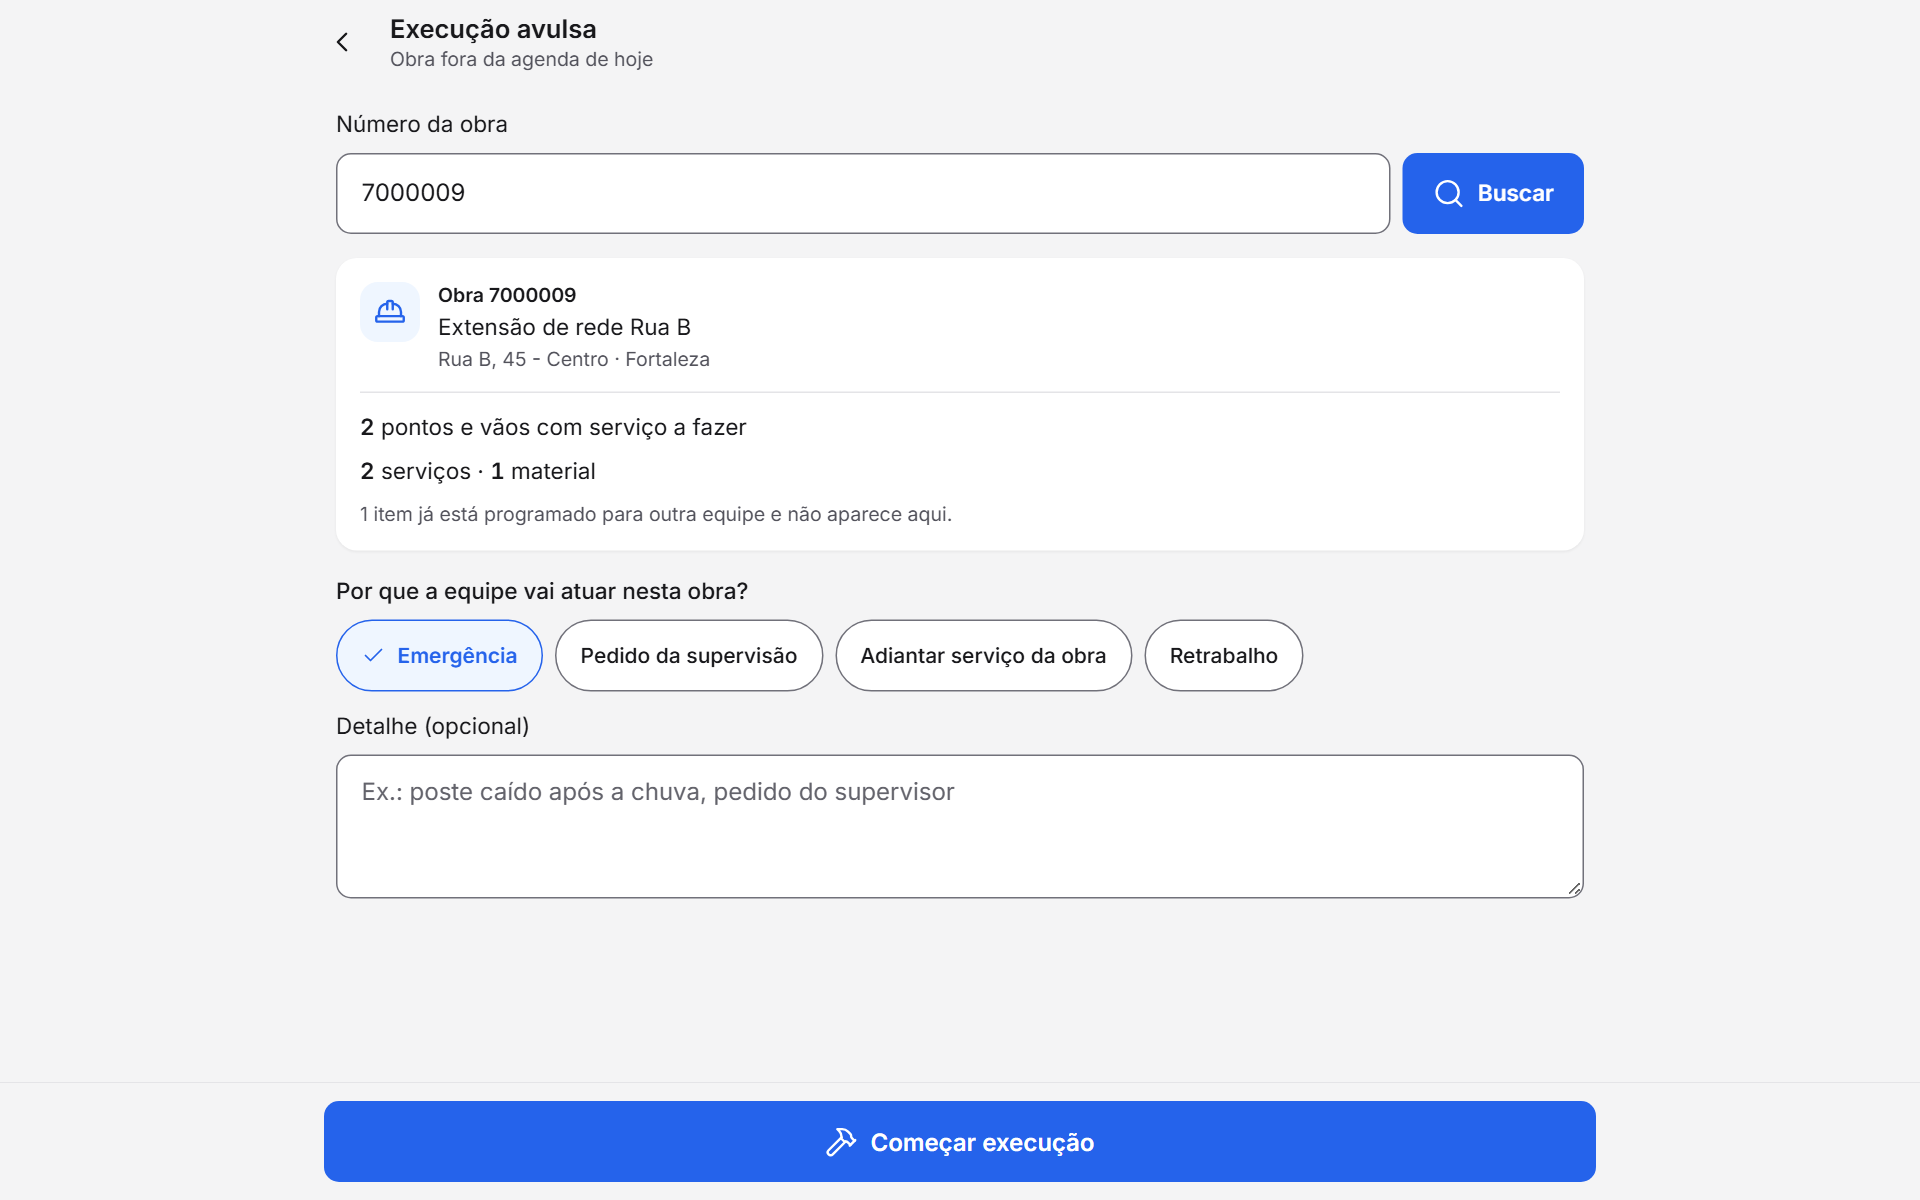 Execução avulsa
Obra fora da agenda de hoje
Número da obra
7000009
Buscar
Obra 7000009
Extensão de rede Rua B
Rua B, 45 - Centro · Fortaleza
2 pontos e vãos com serviço a fazer
2 serviços · 1 material
1 item já está programado para outra equipe e não aparece aqui.
Por que a equipe vai atuar nesta obra?
Emergência
Pedido da supervisão
Adiantar serviço da obra
Retrabalho
Detalhe (opcional)
Ex.: poste caído após a chuva, pedido do supervisor
Começar execução